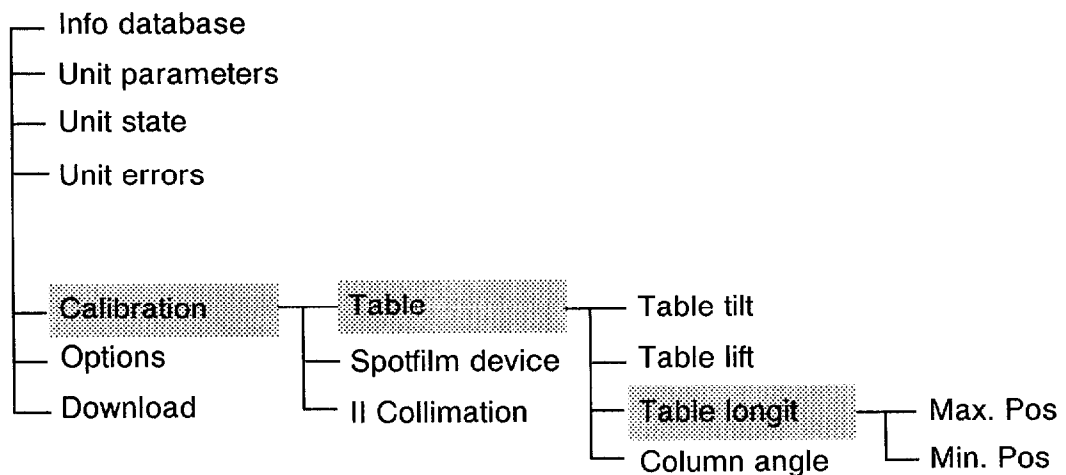 Info database
Unit parameters
Unit state
Unit errors
Calibration
Table
Table tilt
Options
Spotfilm device
Table lift
Download
II Collimation
Table longit
Max. Pos
Column angle
Min. Pos